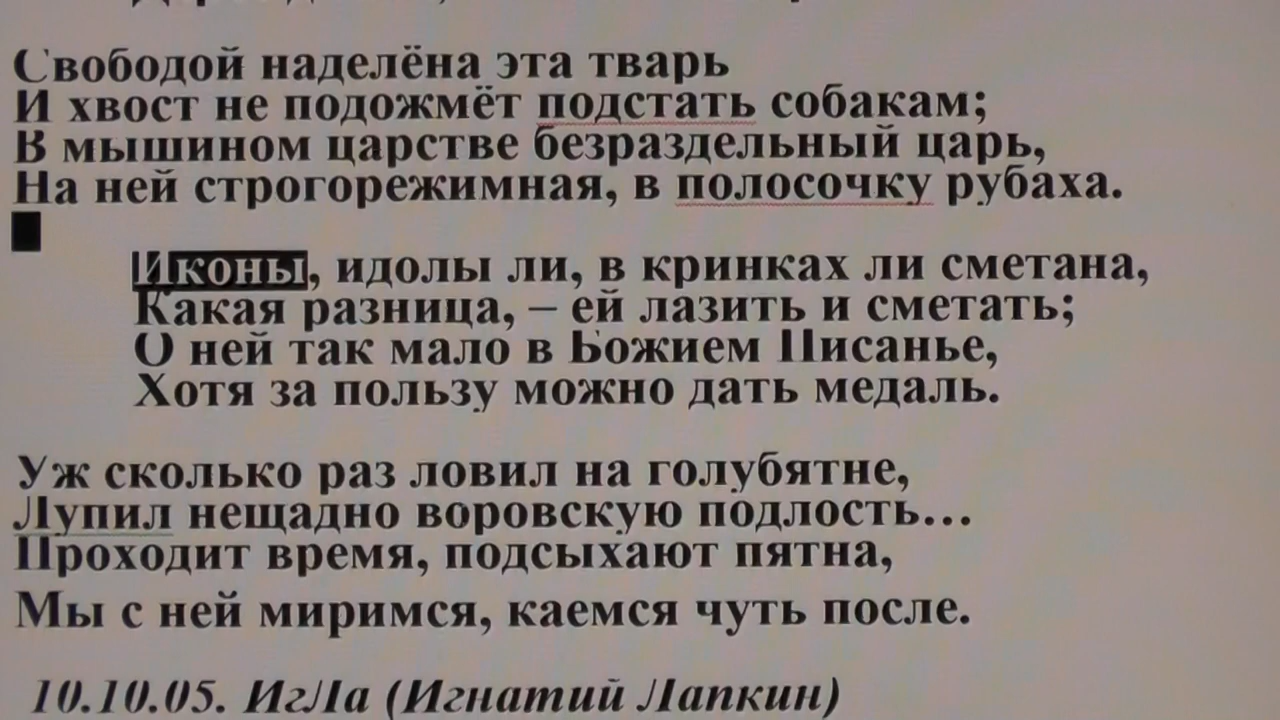 Свободой наделёна эта тварь
И хвост не подожмёт подстать собакам;
В мышином царстве безраздельный царь,
На ней строгорежимная, в полосочку рубаха.
Иконы, идолы ли, в кринках ли сметана,
Какая разница, – ей лазить и сметать;
О ней так мало в Божием Писанье,
Хотя за пользу можно дать медаль.
Уж сколько раз ловил на голубятне,
Лупил нещадно воровскую подлость…
Проходит время, подсыхают пятна,
Мы с ней миримся, каемся чуть после.
10.10.05. ИгЛа (Игнатий Лапкин)